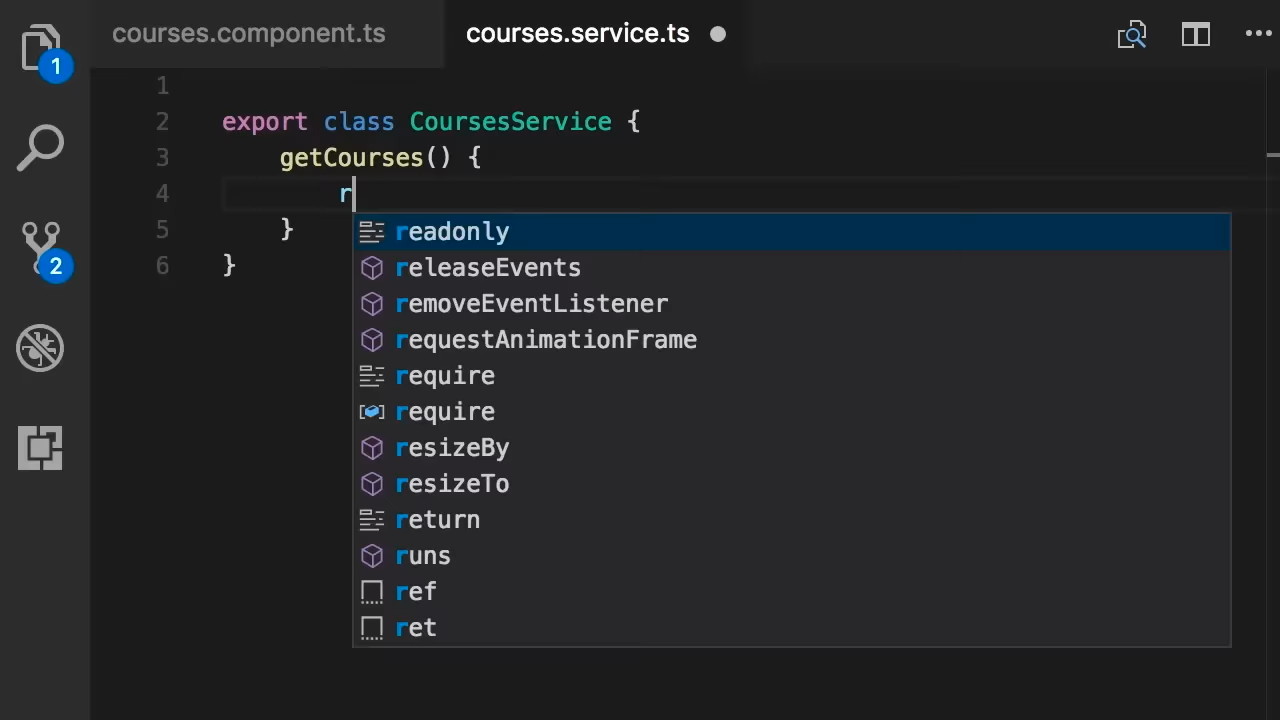 courses.component.ts courses.service.ts
1
1
2 export class CoursesService {
3 getCourses() {
4 r
5 }
6 }
2
readonly
releaseEvents
removeEventListener
requestAnimationFrame
require
require
resizeBy
resizeTo
return
runs
ref
ret